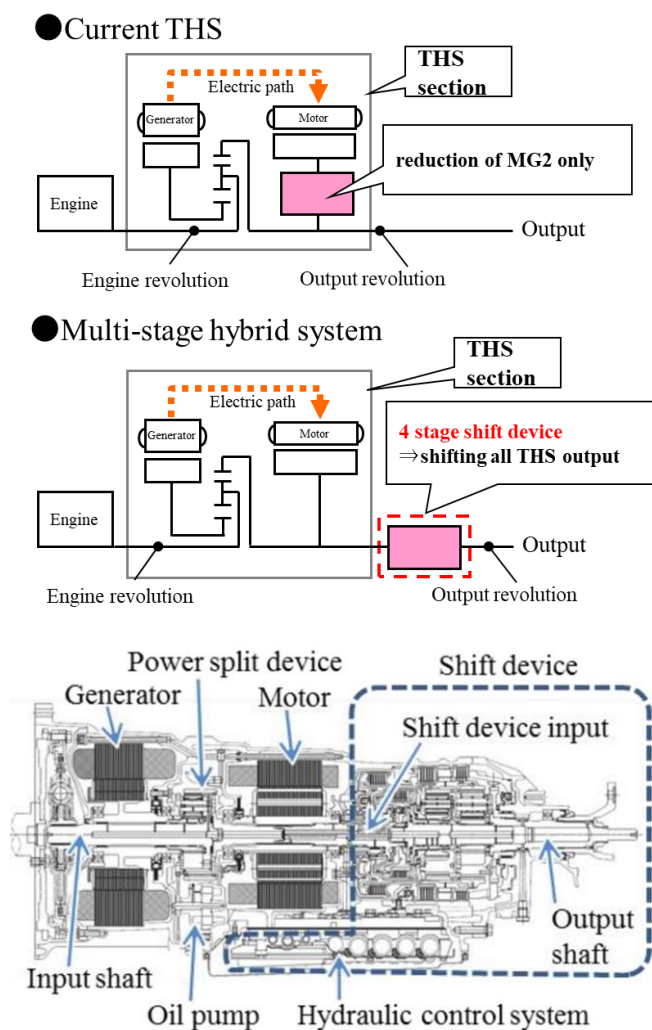 ●Current THS
THS
section
Electric path
Generator
Motor
reduction of MG2 only
Engine
Output
Engine revolution
Output revolution
●Multi-stage hybrid system
THS
section
Electric path
Generator
Motor
4 stage shift device
⇒shifting all THS output
Engine
Output
Engine revolution
Output revolution
Power split device
Shift device
Generator
Motor
Shift device input
Input shaft
Output
shaft
Oil pump
Hydraulic control system